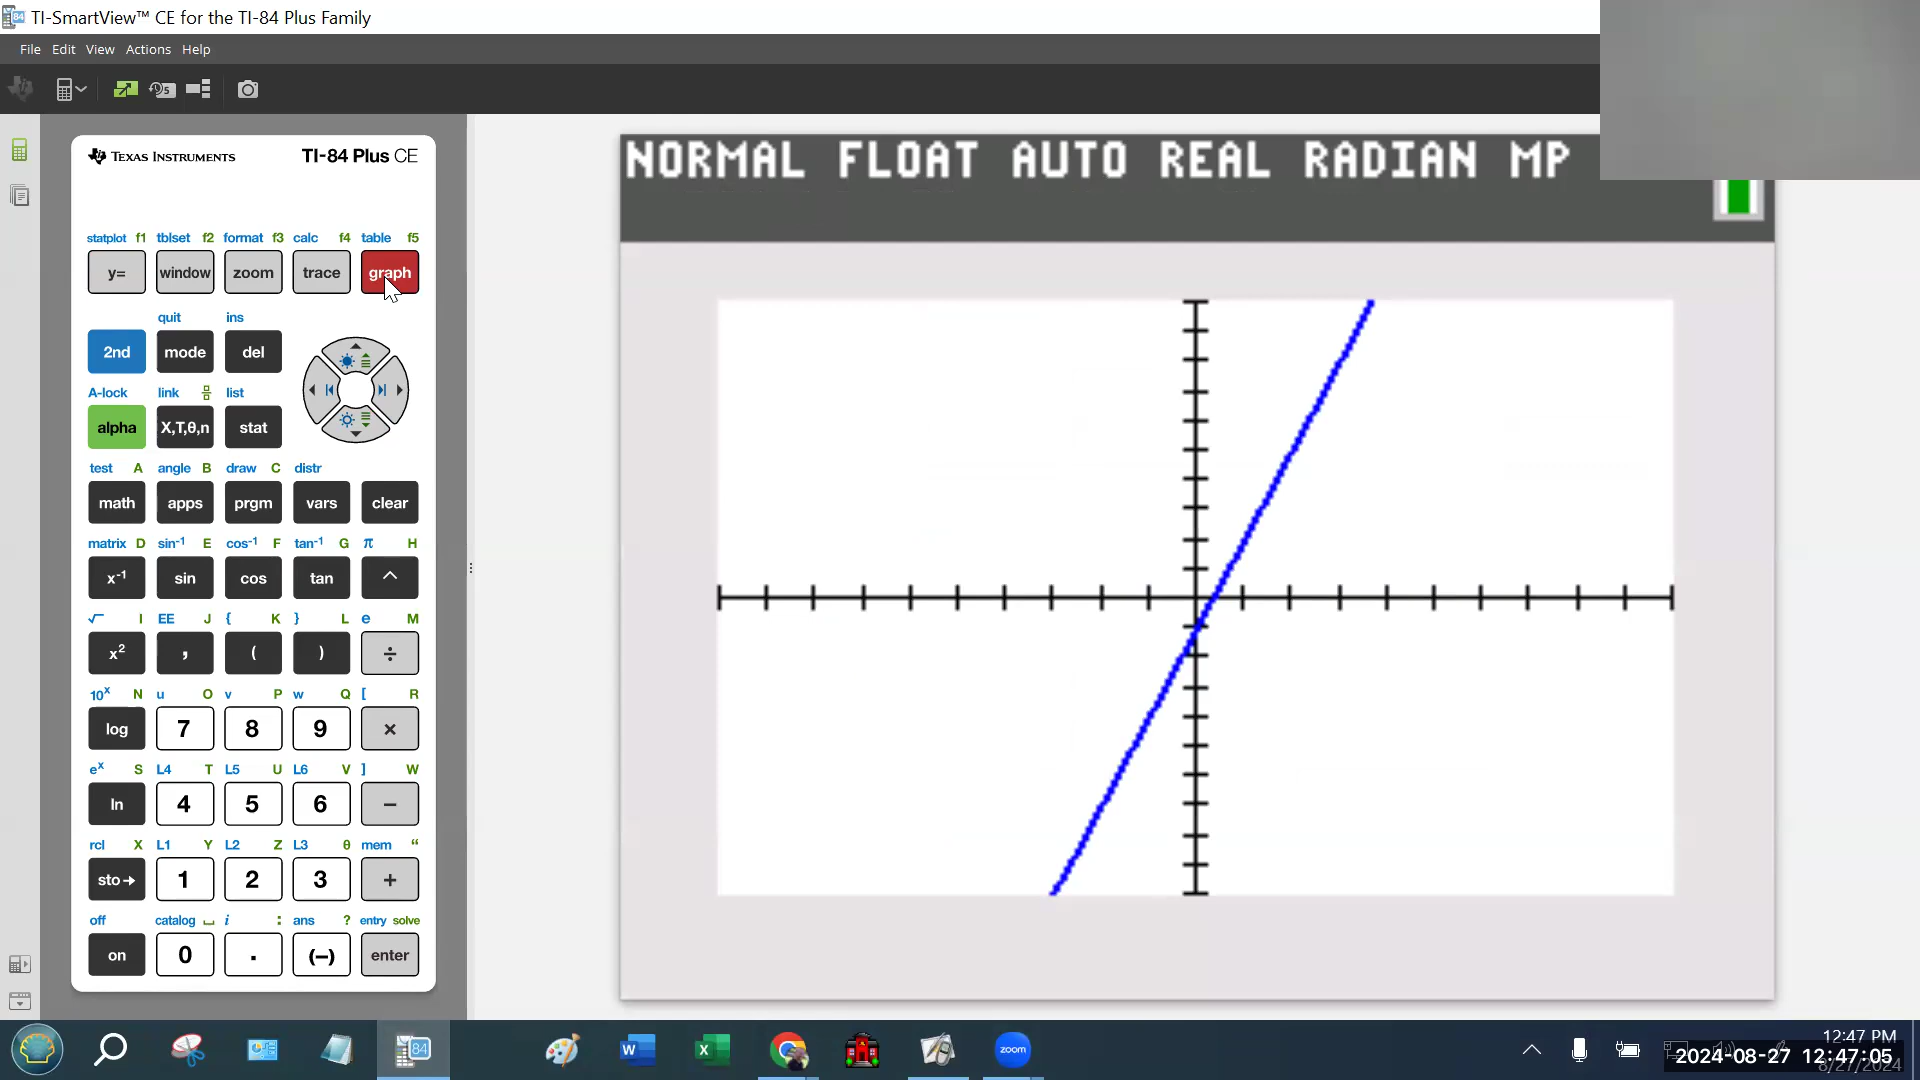 TI-SmartView™ CE for the TI-84 Plus Family
File Edit View Actions Help
TEXAS INSTRUMENTS TI-84 Plus CE
NORMAL FLOAT AUTO REAL RADIAN MP
statplot f1 tblset f2 format f3 calc f4 table f5
y= window zoom trace graph
quit ins
2nd mode del
A-lock link list
alpha X,T,θ,n stat
test A angle B draw C distr
math apps prgm vars clear
matrix D sin-1 E cos-1 F tan-1 G π H
x-1 sin cos tan ^
√ I EE J { K } L e M
x2 , ( ) ÷
10x N u O v P w Q [ R
log 7 8 9 ×
ex S L4 T L5 U L6 V ] W
ln 4 5 6 −
rcl X L1 Y L2 Z L3 θ mem “
sto→ 1 2 3 +
off catalog i : ans ? entry solve
on 0 . (−) enter
84
W X zoom
12:47 PM
2024-08-27 12:47:05
8/27/2024